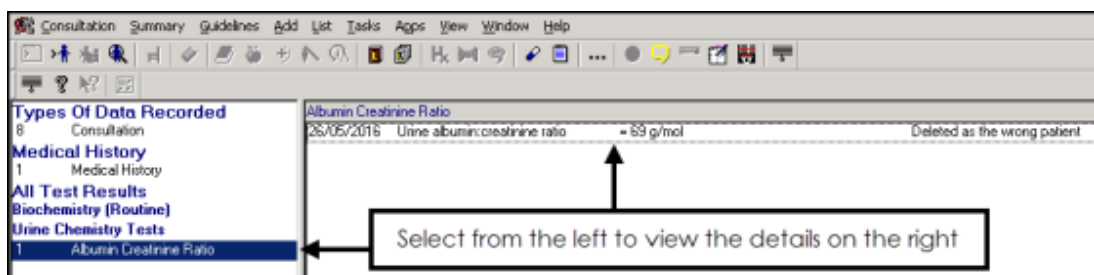 Consultation Summary Guidelines Add List Tasks Apps View Window Help
Types Of Data Recorded
8 Consultation
Medical History
1 Medical History
All Test Results
Biochemistry (Routine)
Urine Chemistry Tests
1 Albumin Creatinine Ratio
Albumin Creatinine Ratio
26/05/2016 Urine albumin:creatinine ratio = 69 g/mol Deleted as the wrong patient
Select from the left to view the details on the right